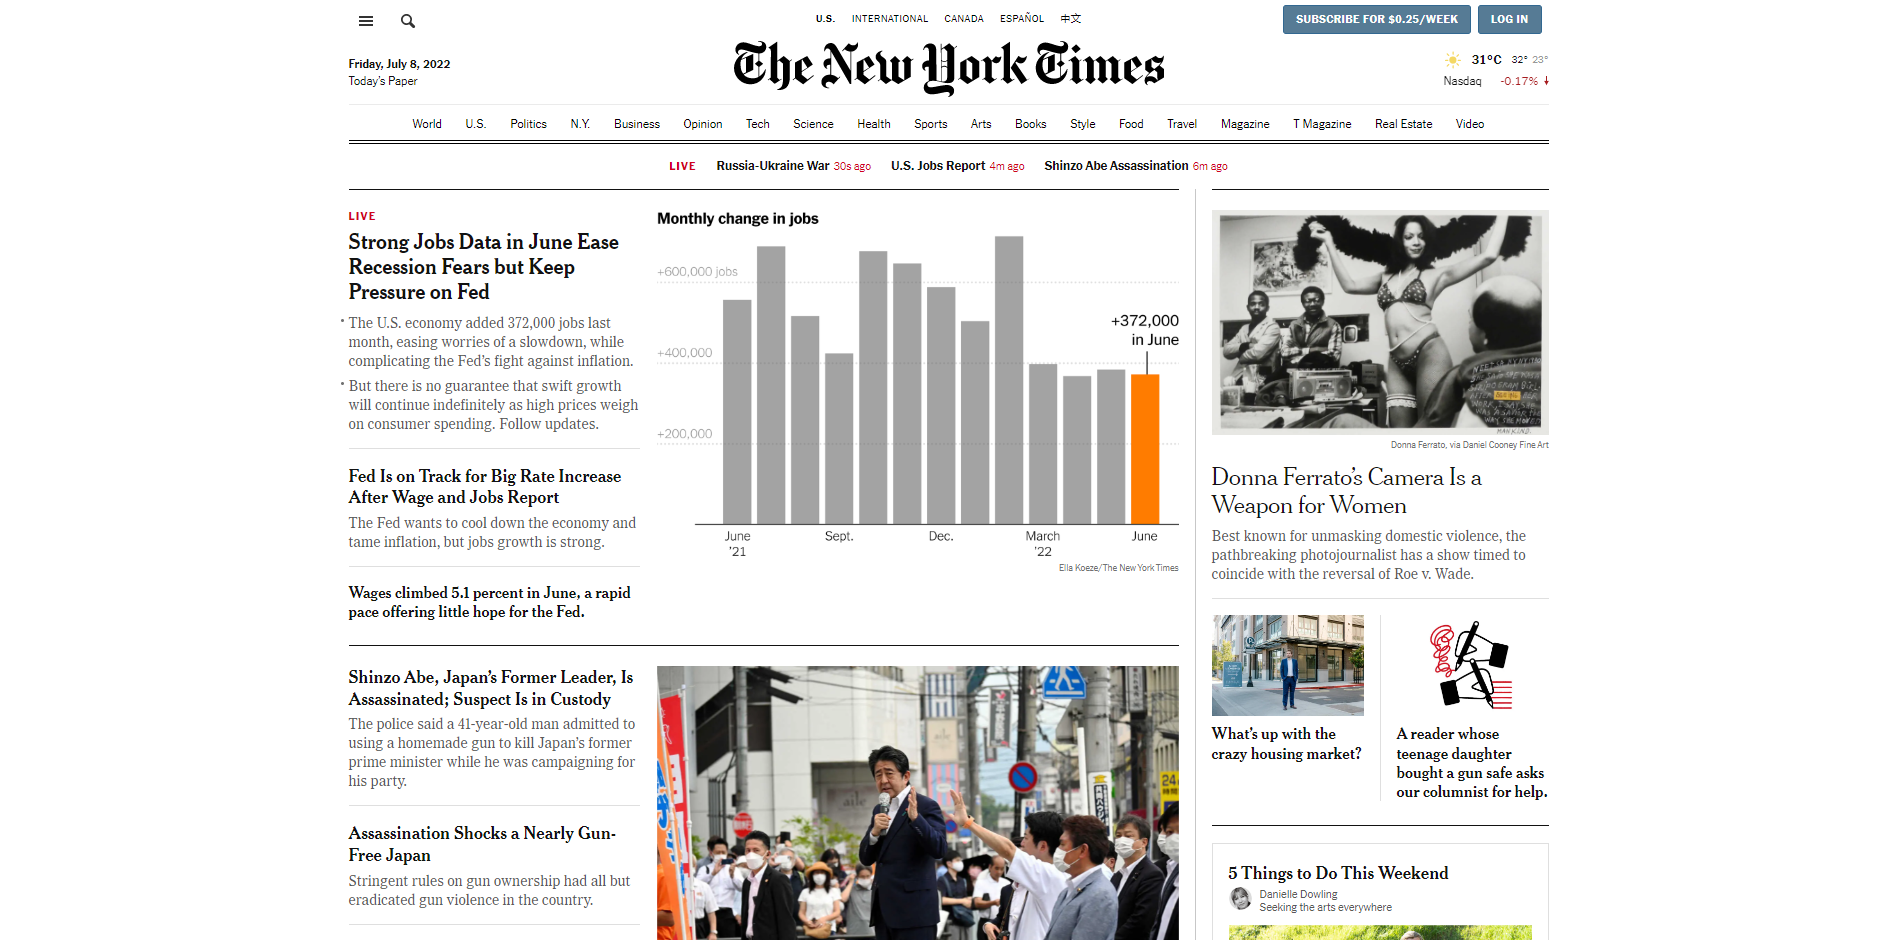 U.S. INTERNATIONAL CANADA ESPAÑOL 中文
SUBSCRIBE FOR $0.25/WEEK
LOG IN
Friday, July 8, 2022
Today's Paper
The New York Times
31°C 32° 23°
Nasdaq -0.17%
World U.S. Politics N.Y. Business Opinion Tech Science Health Sports Arts Books Style Food Travel Magazine T Magazine Real Estate Video
LIVE Russia-Ukraine War 30s ago U.S. Jobs Report 4m ago Shinzo Abe Assassination 6m ago
LIVE
Strong Jobs Data in June Ease
Recession Fears but Keep
Pressure on Fed
• The U.S. economy added 372,000 jobs last
month, easing worries of a slowdown, while
complicating the Fed's fight against inflation.
• But there is no guarantee that swift growth
will continue indefinitely as high prices weigh
on consumer spending. Follow updates.
Fed Is on Track for Big Rate Increase
After Wage and Jobs Report
The Fed wants to cool down the economy and
tame inflation, but jobs growth is strong.
Wages climbed 5.1 percent in June, a rapid
pace offering little hope for the Fed.
Monthly change in jobs
+600,000 jobs
+400,000
+200,000
+372,000
in June
June
'21
Sept.
Dec.
March
'22
June
Ella Koeze/The New York Times
Shinzo Abe, Japan's Former Leader, Is
Assassinated; Suspect Is in Custody
The police said a 41-year-old man admitted to
using a homemade gun to kill Japan's former
prime minister while he was campaigning for
his party.
Assassination Shocks a Nearly Gun-
Free Japan
Stringent rules on gun ownership had all but
eradicated gun violence in the country.
aile
24
時間
Donna Ferrato, via Daniel Cooney Fine Art
Donna Ferrato's Camera Is a
Weapon for Women
Best known for unmasking domestic violence, the
pathbreaking photojournalist has a show timed to
coincide with the reversal of Roe v. Wade.
What's up with the
crazy housing market?
A reader whose
teenage daughter
bought a gun safe asks
our columnist for help.
5 Things to Do This Weekend
Danielle Dowling
Seeking the arts everywhere